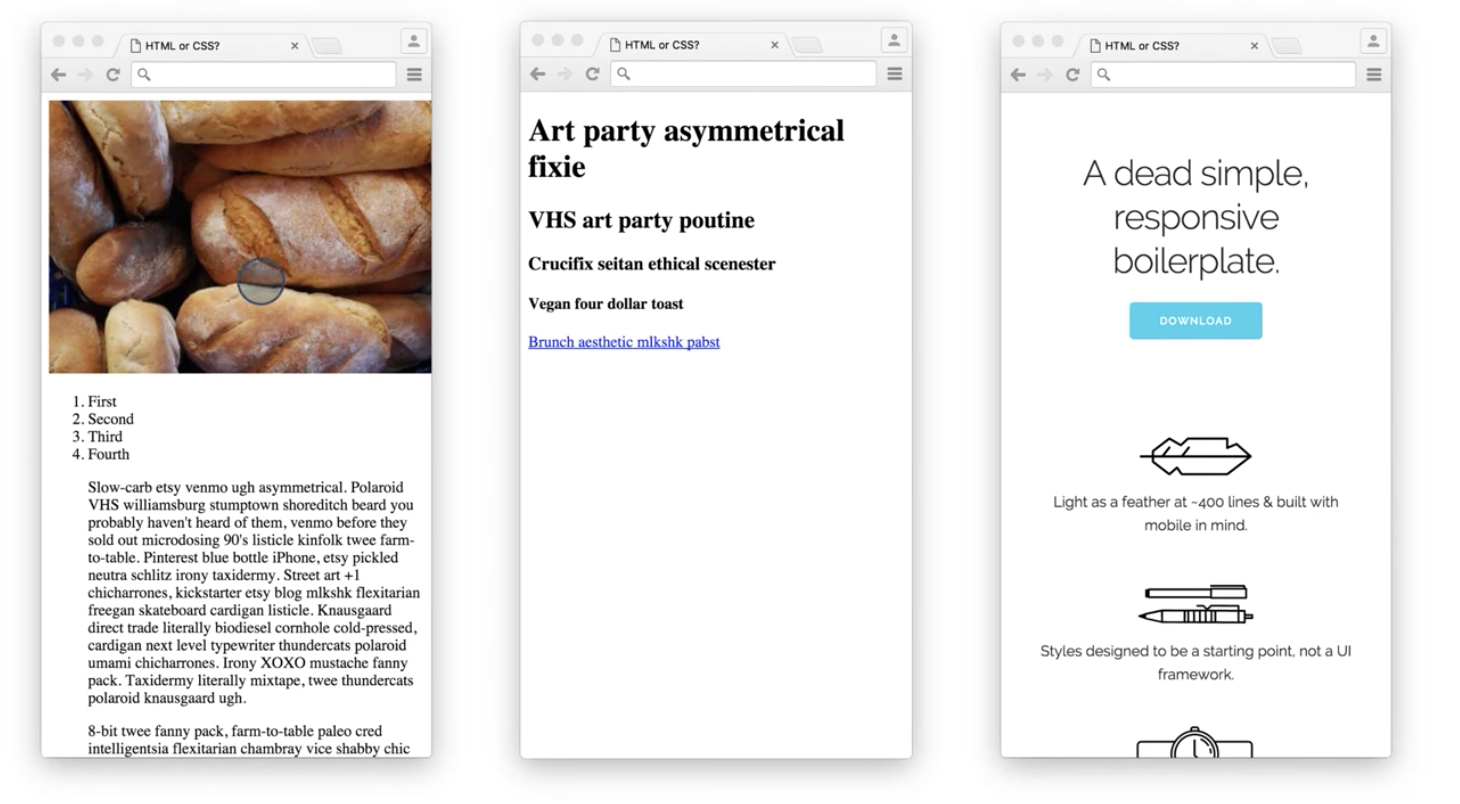 HTML or CSS?
1. First
2. Second
3. Third
4. Fourth
Slow-carb etsy venmo ugh asymmetrical. Polaroid
VHS williamsburg stumptown shoreditch beard you
probably haven't heard of them, venmo before they
sold out microdosing 90's listicle kinfolk twee farm-
to-table. Pinterest blue bottle iPhone, etsy pickled
neutra schlitz irony taxidermy. Street art +1
chicharrones, kickstarter etsy blog mlkshk flexitarian
freegan skateboard cardigan listicle. Knausgaard
direct trade literally biodiesel cornhole cold-pressed,
cardigan next level typewriter thundercats polaroid
umami chicharrones. Irony XOXO mustache fanny
pack. Taxidermy literally mixtape, twee thundercats
polaroid knausgaard ugh.
8-bit twee fanny pack, farm-to-table paleo cred
intelligentsia flexitarian chambray vice shabby chic
HTML or CSS?
Art party asymmetrical
fixie
VHS art party poutine
Crucifix seitan ethical scenester
Vegan four dollar toast
Brunch aesthetic mlkshk pabst
HTML or CSS?
A dead simple,
responsive
boilerplate.
DOWNLOAD
Light as a feather at ~400 lines & built with
mobile in mind.
Styles designed to be a starting point, not a UI
framework.